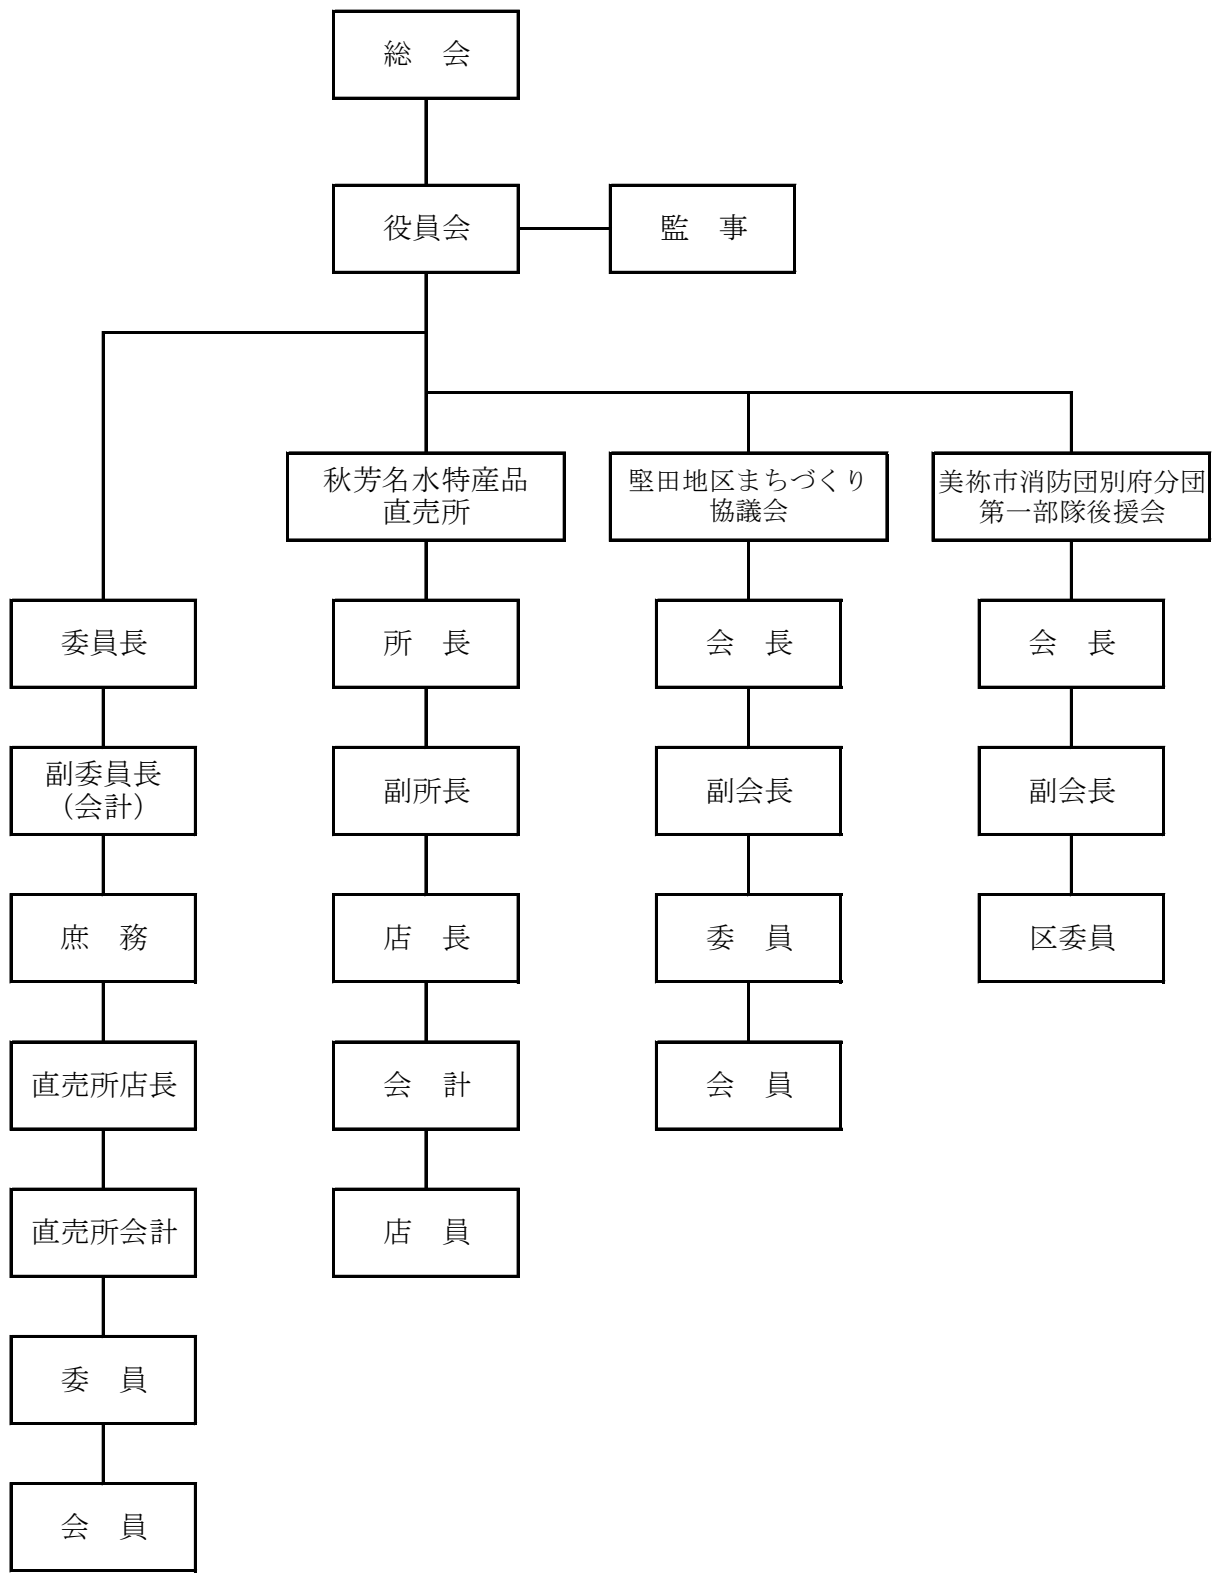 総　会
役員会
監　事
秋芳名水特産品
直売所
堅田地区まちづくり
協議会
美祢市消防団別府分団
第一部隊後援会
委員長
所　長
会　長
会　長
副委員長
（会計）
副所長
副会長
副会長
庶　務
店　長
委　員
区委員
直売所店長
会　計
会　員
直売所会計
店　員
委　員
会　員